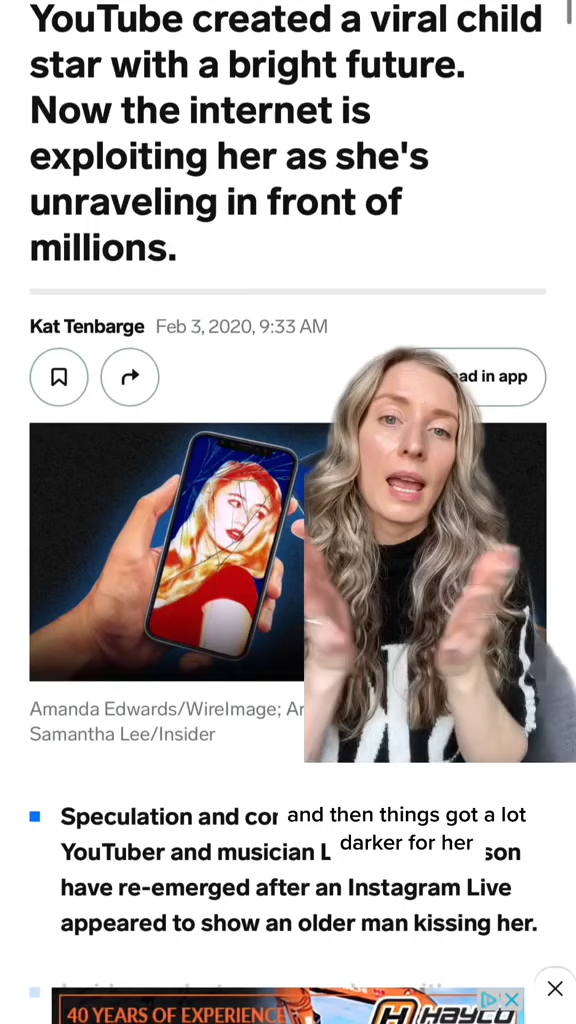 YouTube created a viral child
star with a bright future.
Now the internet is
exploiting her as she's
unraveling in front of
millions.
Kat Tenbarge Feb 3, 2020, 9:33 AM
ad in app
Amanda Edwards/WireImage; Ar
Samantha Lee/Insider
Speculation and cor
and then things got a lot
YouTuber and musician L
darker for her
son
have re-emerged after an Instagram Live
appeared to show an older man kissing her.
40 YEARS OF EXPERIENCE
HAYCO